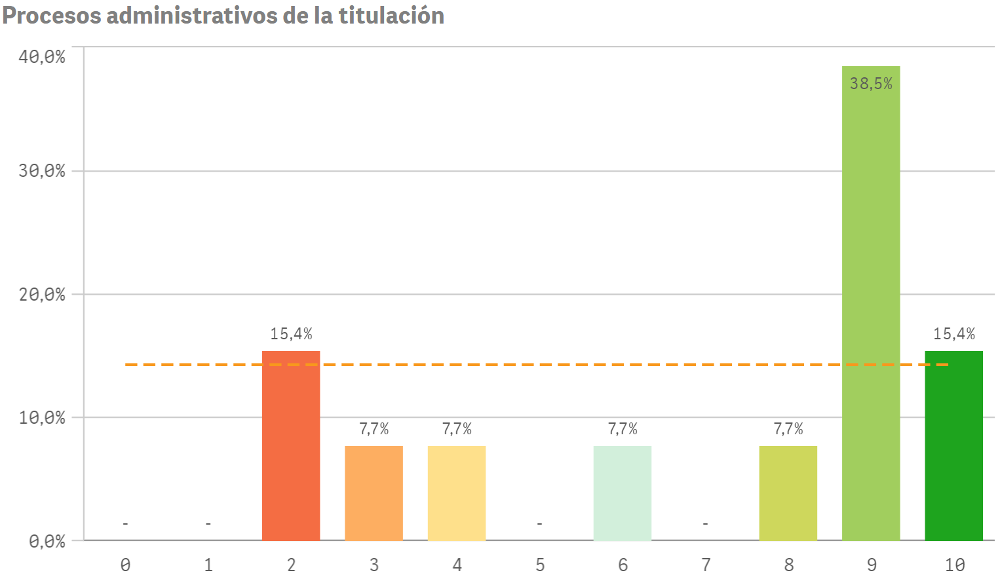 Procesos administrativos de la titulación
40,0%
30,0%
20,0%
10,0%
0,0%
- - 15,4% 7,7% 7,7% - 7,7% - 7,7% 38,5% 15,4%
0 1 2 3 4 5 6 7 8 9 10